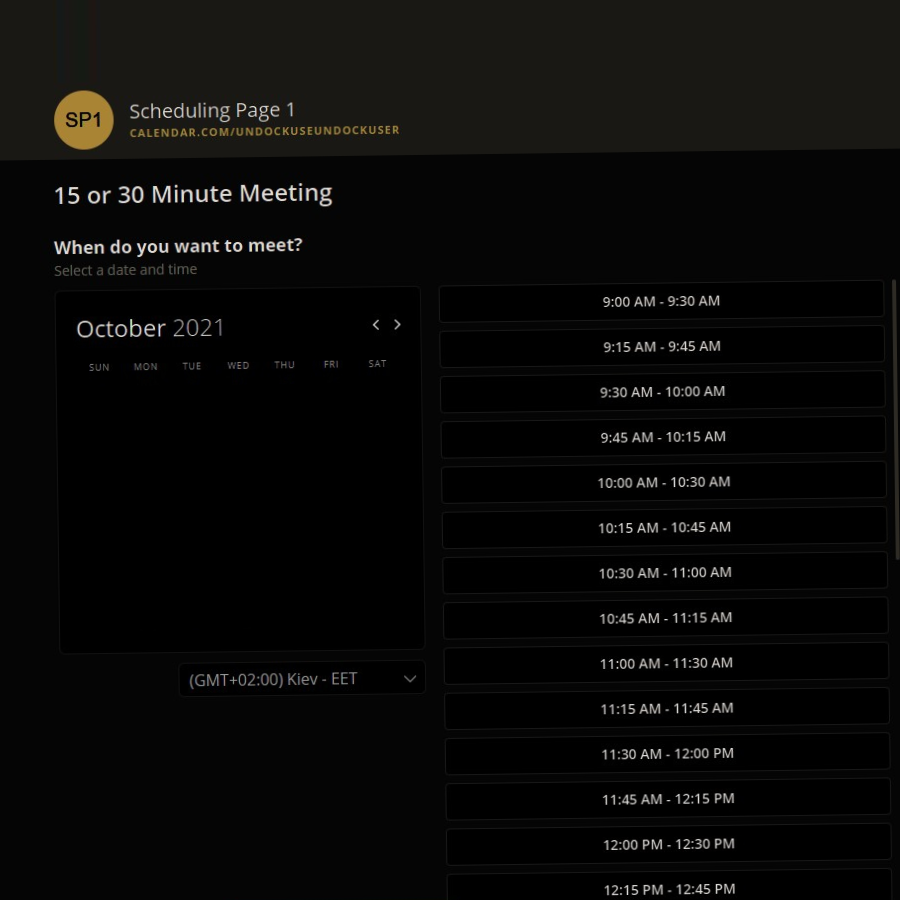 SP1
Scheduling Page 1
CALENDAR.COM/UNDOCKUSEUNDOCKUSER
15 or 30 Minute Meeting
When do you want to meet?
Select a date and time
October 2021
SUN MON TUE WED THU FRI SAT
(GMT+02:00) Kiev - EET
9:00 AM - 9:30 AM
9:15 AM - 9:45 AM
9:30 AM - 10:00 AM
9:45 AM - 10:15 AM
10:00 AM - 10:30 AM
10:15 AM - 10:45 AM
10:30 AM - 11:00 AM
10:45 AM - 11:15 AM
11:00 AM - 11:30 AM
11:15 AM - 11:45 AM
11:30 AM - 12:00 PM
11:45 AM - 12:15 PM
12:00 PM - 12:30 PM
12:15 PM - 12:45 PM